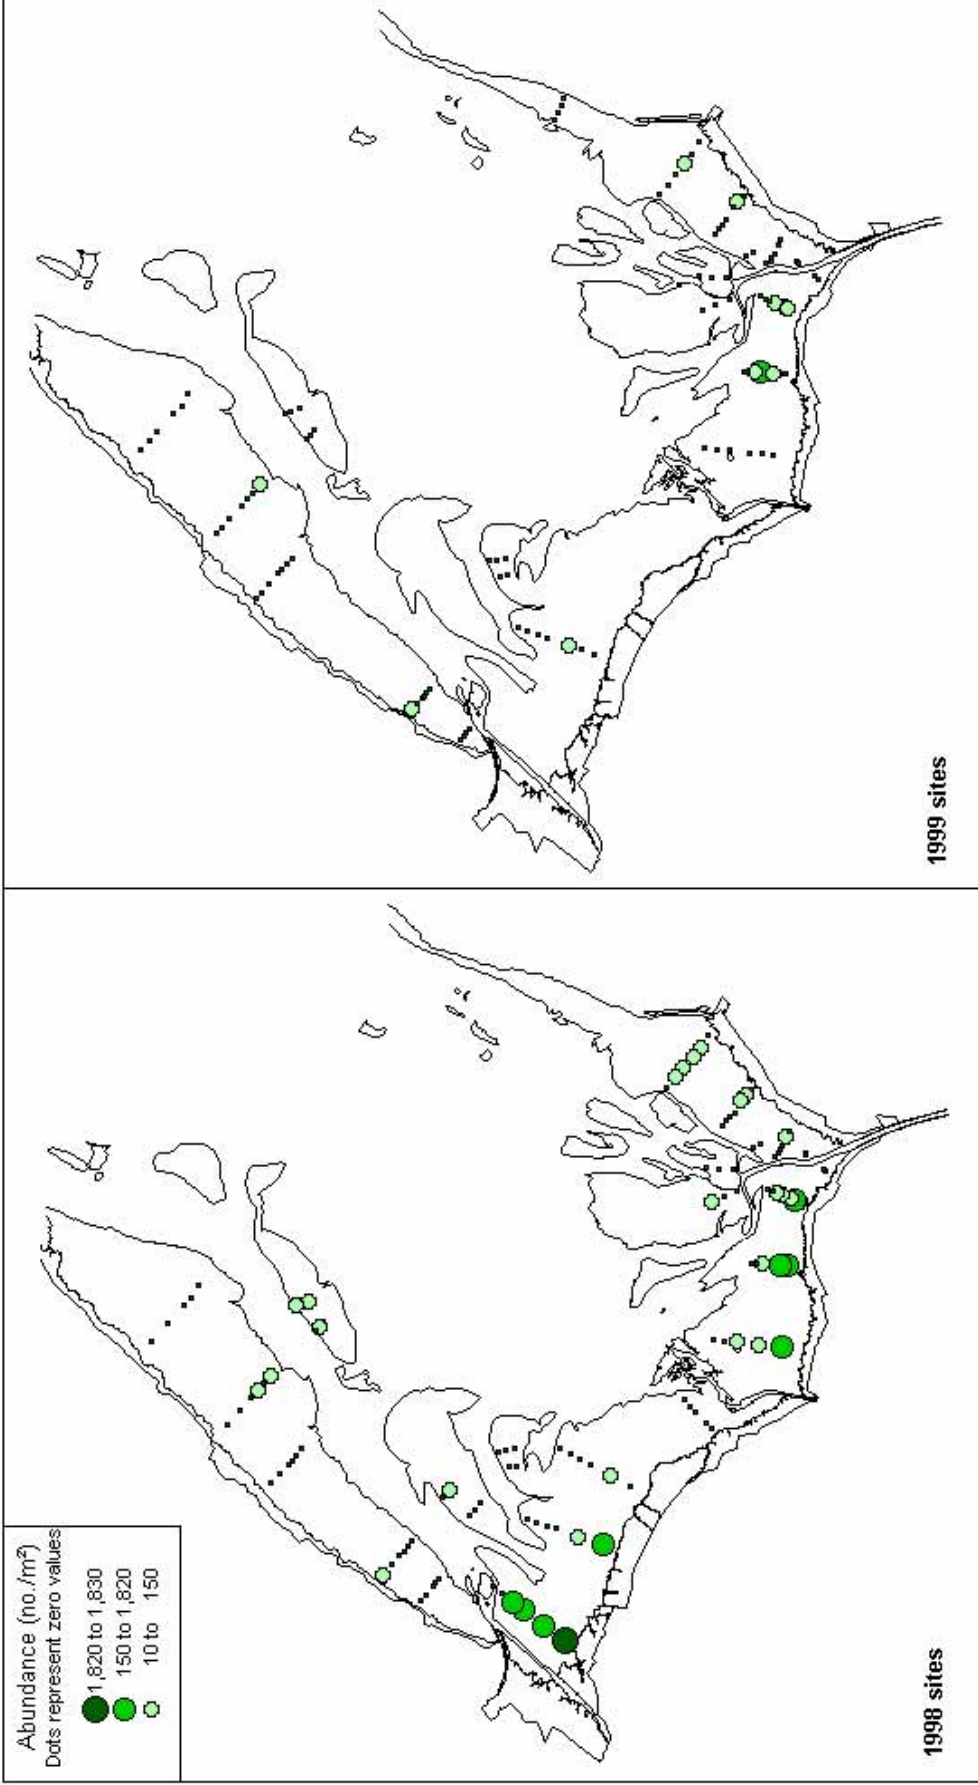 Abundance (no./m²)
Dots represent zero values
1,820 to 1,830
150 to 1,820
10 to 150
1998 sites
1999 sites